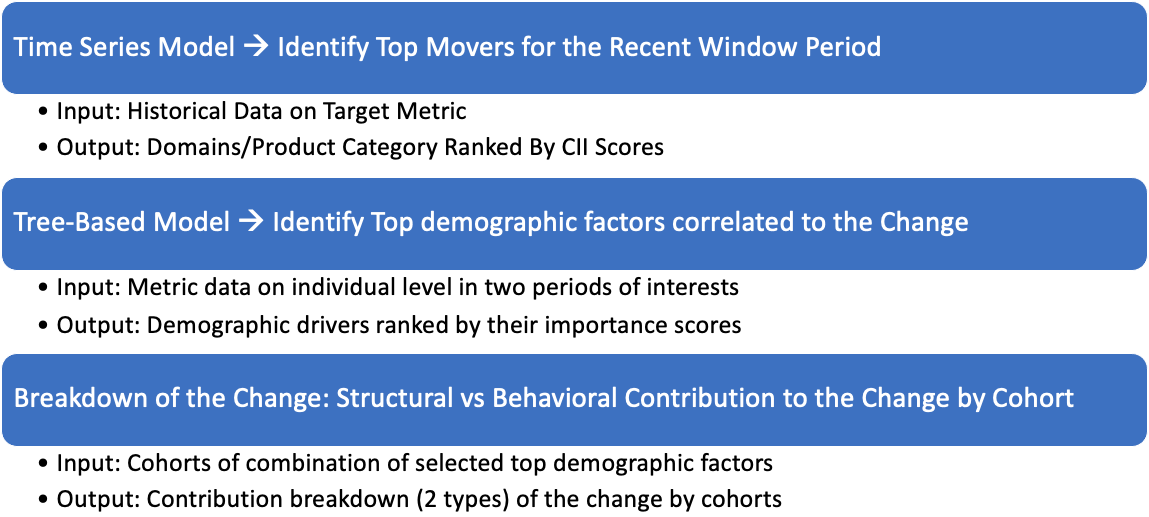 Time Series Model → Identify Top Movers for the Recent Window Period
• Input: Historical Data on Target Metric
• Output: Domains/Product Category Ranked By CII Scores
Tree-Based Model → Identify Top demographic factors correlated to the Change
• Input: Metric data on individual level in two periods of interests
• Output: Demographic drivers ranked by their importance scores
Breakdown of the Change: Structural vs Behavioral Contribution to the Change by Cohort
• Input: Cohorts of combination of selected top demographic factors
• Output: Contribution breakdown (2 types) of the change by cohorts